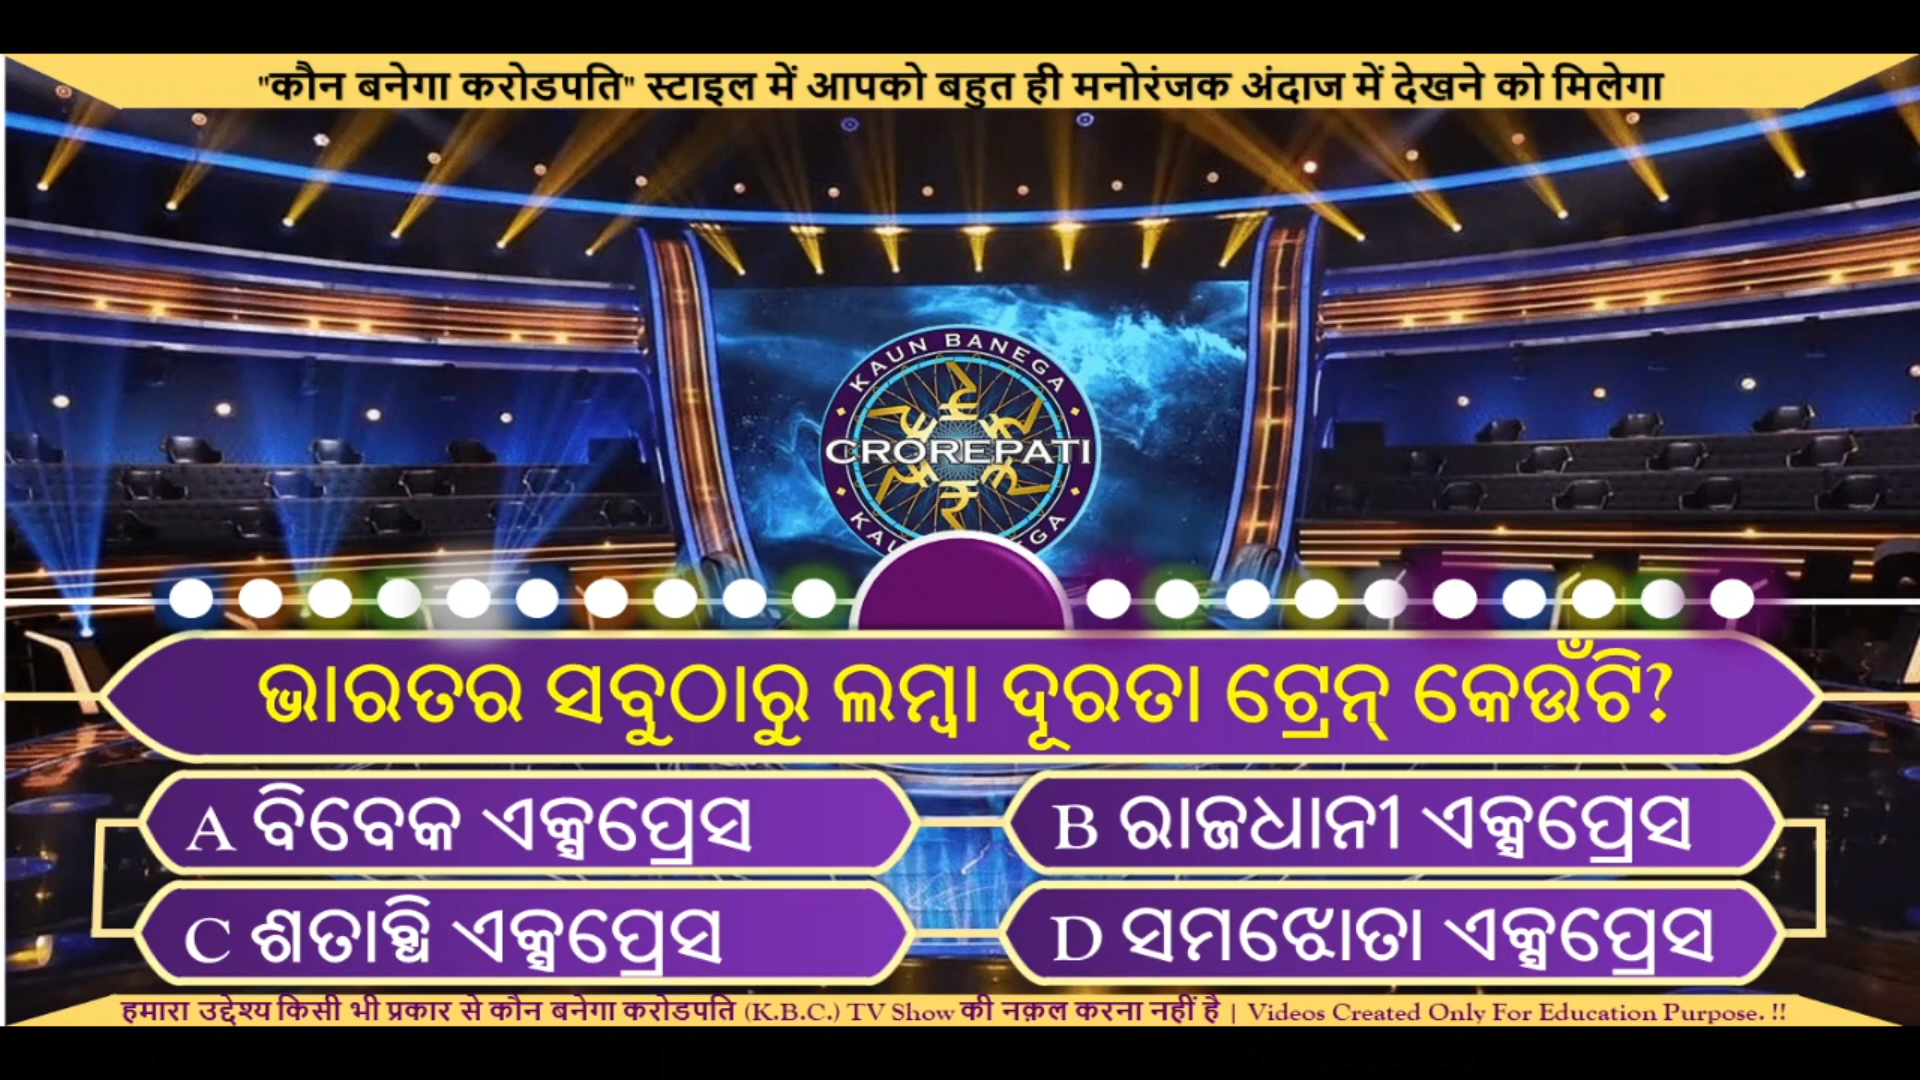 "कौन बनेगा करोडपति" स्टाइल में आपको बहुत ही मनोरंजक अंदाज में देखने को मिलेगा
KAUN BANEGA
CROREPATI
ଭାରତର ସବୁଠାରୁ ଲମ୍ବା ଦୂରତା ଟ୍ରେନ୍ କେଉଁଟି?
A ବିବେକ ଏକ୍ସପ୍ରେସ
B ରାଜଧାନୀ ଏକ୍ସପ୍ରେସ
C ଶତାବ୍ଧି ଏକ୍ସପ୍ରେସ
D ସମଝୋତା ଏକ୍ସପ୍ରେସ
हमारा उद्देश्य किसी भी प्रकार से कौन बनेगा करोडपति (K.B.C.) TV Show की नक़ल करना नहीं है | Videos Created Only For Education Purpose. !!